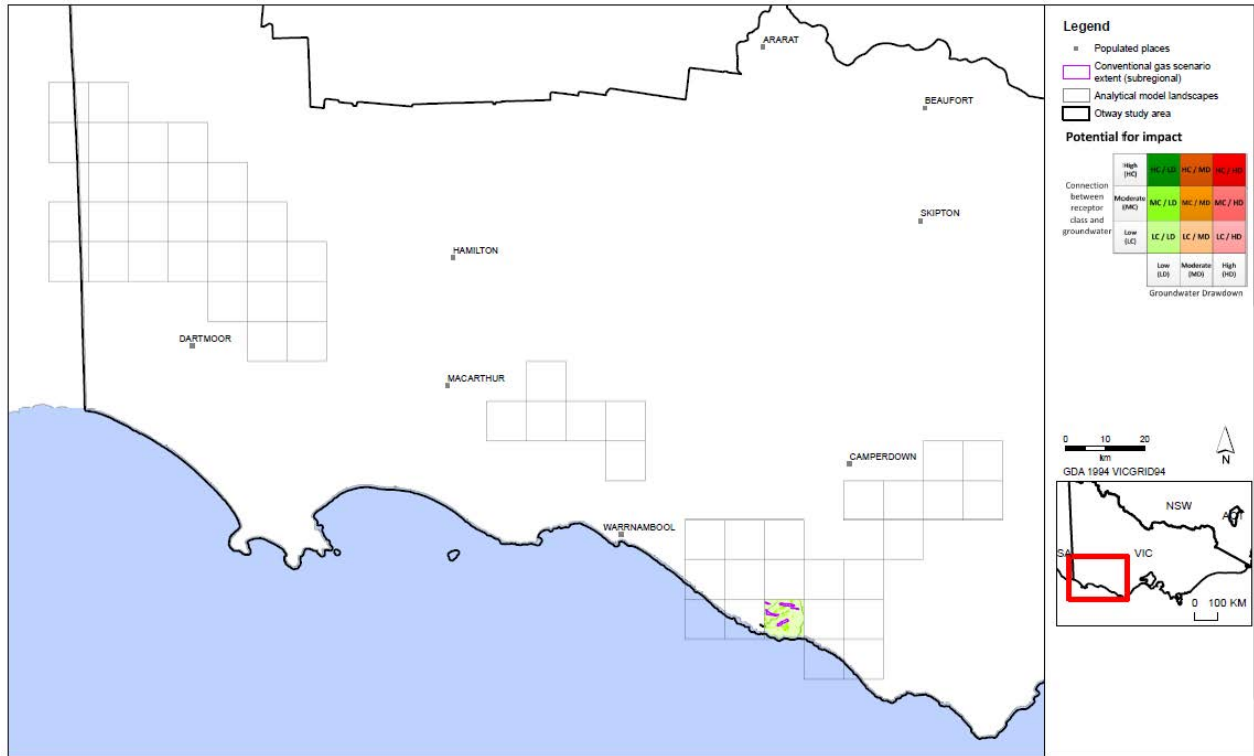 ARARAT
BEAUFORT
SKIPTON
HAMILTON
DARTMOOR
MACARTHUR
CAMPERDOWN
WARRNAMBOOL
Legend
Populated places
Conventional gas scenario
extent (subregional)
Analytical model landscapes
Otway study area
Potential for impact
Connection
between
receptor
class and
groundwater
High
(HC)
HC / LD
HC / MD
HC / HD
Moderate
(MC)
MC / LD
MC / MD
MC / HD
Low
(LC)
LC / LD
LC / MD
LC / HD
Low
(LD)
Moderate
(MD)
High
(HD)
Groundwater Drawdown
0 10 20
km
N
GDA 1994 VICGRID94
NSW
VIC
0 100 KM